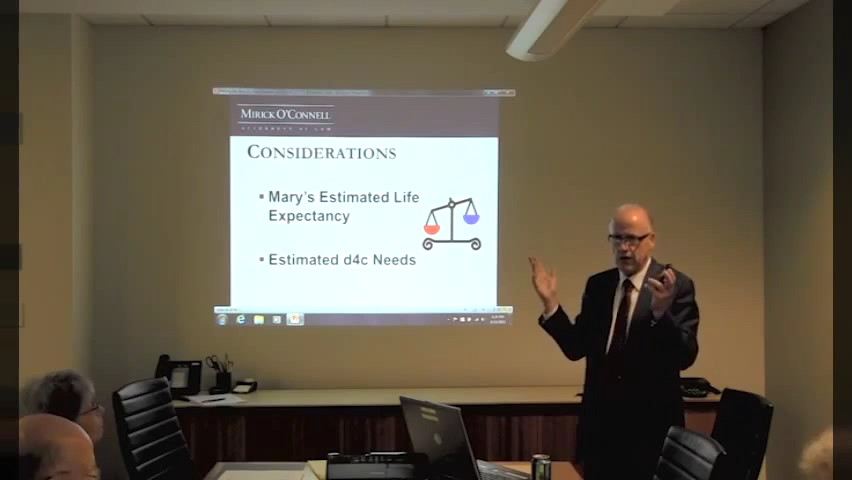 MIRICK O'CONNELL
ATTORNEYS AT LAW
CONSIDERATIONS
▪ Mary's Estimated Life
Expectancy
▪ Estimated d4c Needs